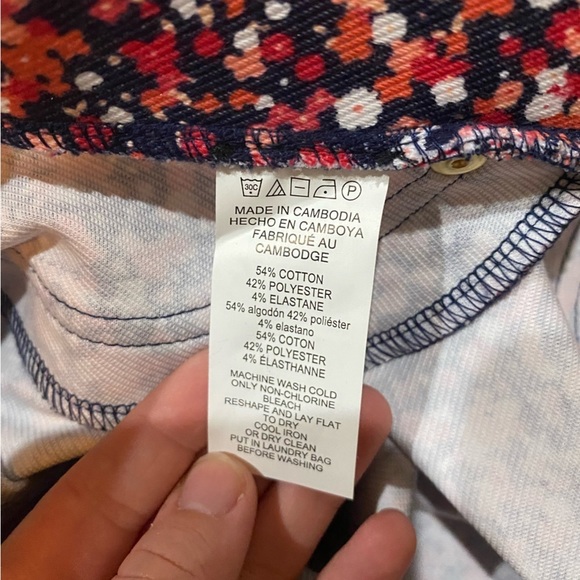 30C P
MADE IN CAMBODIA
HECHO EN CAMBOYA
FABRIQUÉ AU
CAMBODGE
54% COTTON
42% POLYESTER
4% ELASTANE
54% algodón 42% poliéster
4% elastano
54% COTON
42% POLYESTER
4% ÉLASTHANNE
MACHINE WASH COLD
ONLY NON-CHLORINE
BLEACH
RESHAPE AND LAY FLAT
TO DRY
COOL IRON
OR DRY CLEAN
PUT IN LAUNDRY BAG
BEFORE WASHING